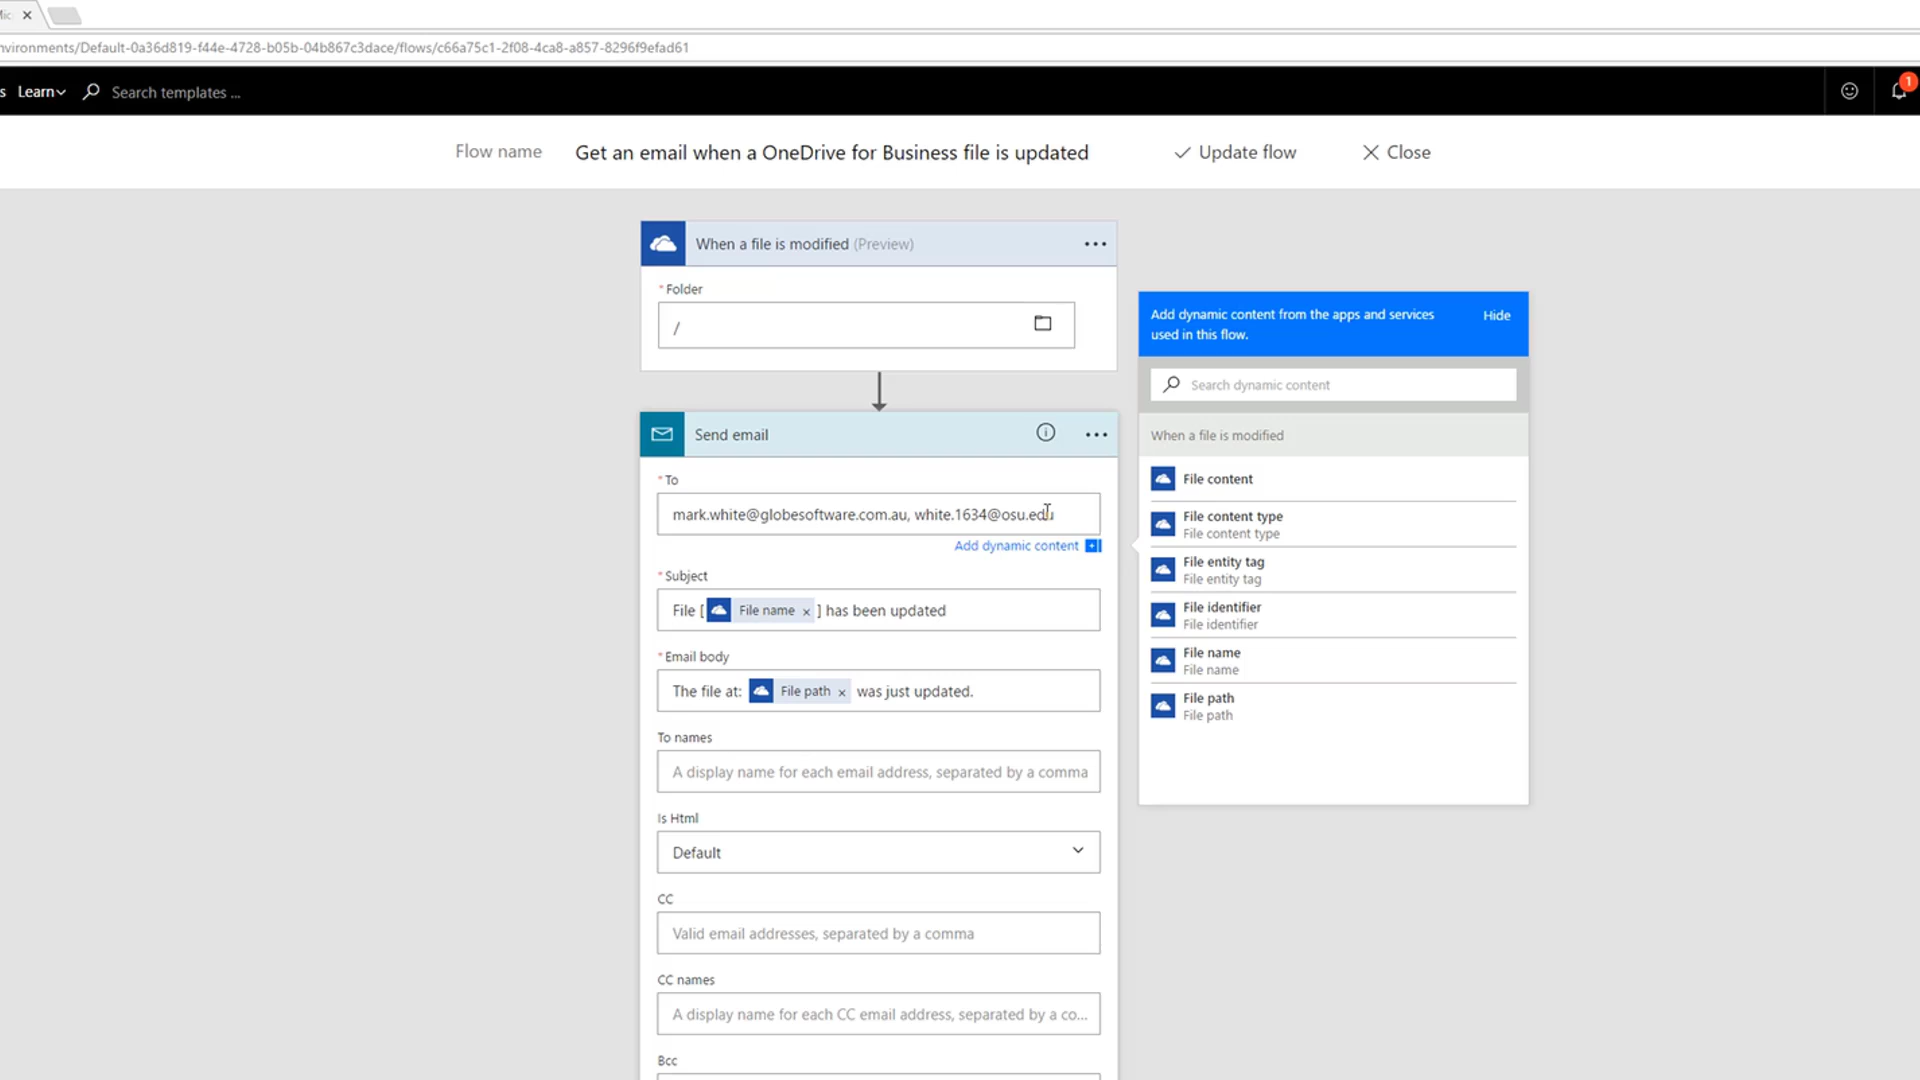 Mic
nvironments/Default-0a36d819-f44e-4728-b05b-04b867c3dace/flows/c66a75c1-2f08-4ca8-a857-8296f9efad61
s Learn Search templates ... 1
Flow name Get an email when a OneDrive for Business file is updated Update flow Close
When a file is modified (Preview)
* Folder
/
Send email
* To
mark.white@globesoftware.com.au, white.1634@osu.edu
Add dynamic content
* Subject
File [ File name × ] has been updated
* Email body
The file at: File path × was just updated.
To names
A display name for each email address, separated by a comma
Is Html
Default
CC
Valid email addresses, separated by a comma
CC names
A display name for each CC email address, separated by a co...
Bcc
Add dynamic content from the apps and services
used in this flow.
Hide
Search dynamic content
When a file is modified
File content
File content type
File content type
File entity tag
File entity tag
File identifier
File identifier
File name
File name
File path
File path